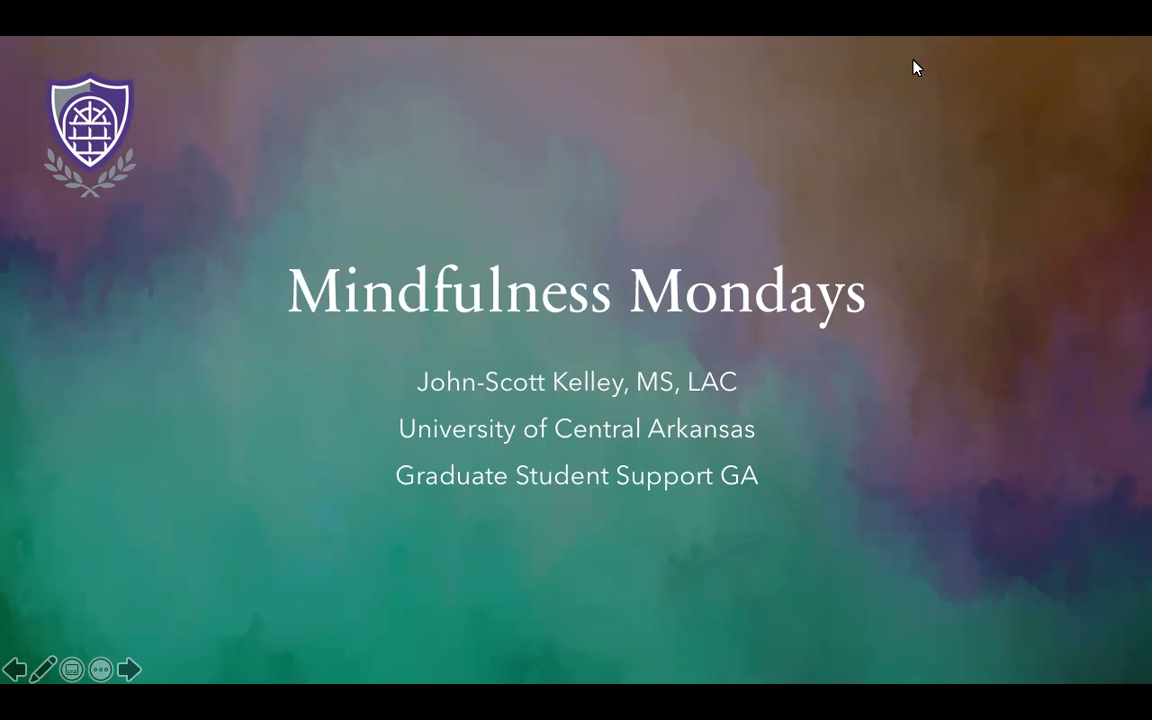 Mindfulness Mondays
John-Scott Kelley, MS, LAC
University of Central Arkansas
Graduate Student Support GA